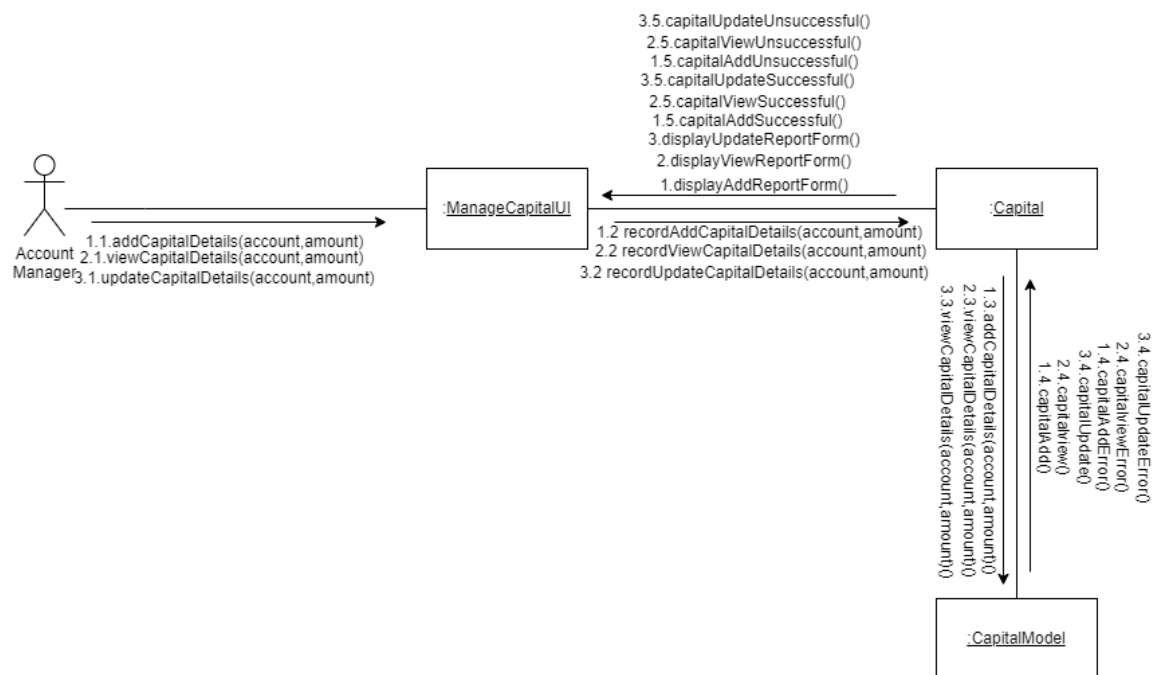 3.5.capitalUpdateUnsuccessful()
2.5.capitalViewUnsuccessful()
1.5.capitalAddUnsuccessful()
3.5.capitalUpdateSuccessful()
2.5.capitalViewSuccessful()
1.5.capitalAddSuccessful()
3.displayUpdateReportForm()
2.displayViewReportForm()
1.displayAddReportForm()
:ManageCapitalUI
:Capital
Account
Manager
1.1.addCapitalDetails(account,amount)
2.1.viewCapitalDetails(account,amount)
3.1.updateCapitalDetails(account,amount)
1.2 recordAddCapitalDetails(account,amount)
2.2 recordViewCapitalDetails(account,amount)
3.2 recordUpdateCapitalDetails(account,amount)
1.3.addCapitalDetails(account,amount)()
2.3.viewCapitalDetails(account,amount)()
3.3.viewCapitalDetails(account,amount)()
3.4.capitalUpdateError()
2.4.capitalviewError()
1.4.capitalAddError()
3.4.capitalUpdate()
2.4.capitalview()
1.4.capitalAdd()
:CapitalModel